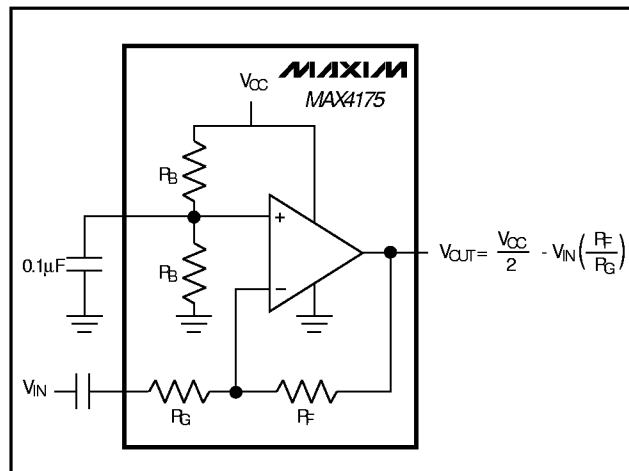 MAXIM
MAX4175
VCC
RB
RB
0.1µF
+
−
VOUT = VCC/2 - VIN(RF/RG)
VIN
RG
RF